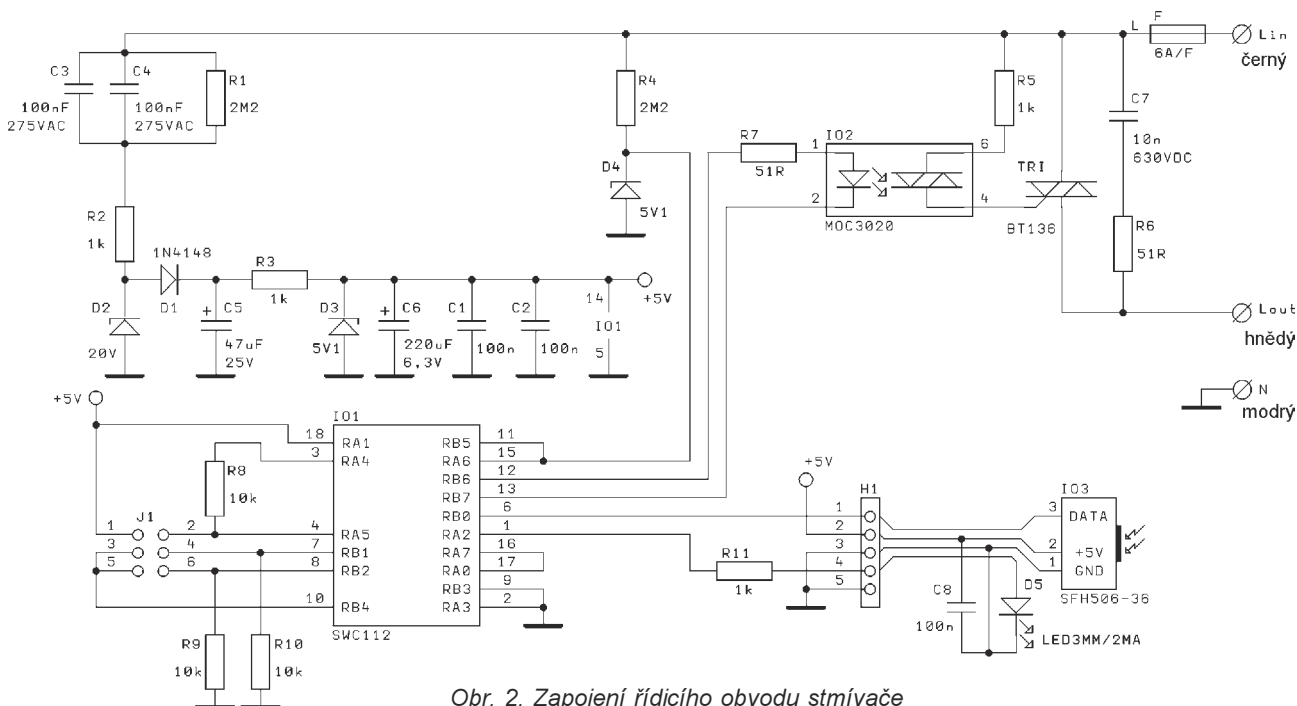 L
F
6A/F
Lin
černý
C3
100nF
275VAC
C4
100nF
275VAC
R1
2M2
R4
2M2
R5
1k
C7
10n
630VDC
R7
51R
1
IO2
2
6
4
MOC3020
TRI
BT136
D4
5V1
R6
51R
R2
1k
1N4148
D1
R3
1k
D2
20V
+
C5
47uF
25V
D3
5V1
+
C6
220uF
6,3V
C1
100n
C2
100n
14
IO1
5
+5V
Lout
hnědý
N
modrý
+5V
IO1
18 RA1
3 RA4
4 RA5
7 RB1
8 RB2
10 RB4
RB5 11
RA6 15
RB6 12
RB7 13
RB0 6
RA2 1
RA7 16
RA0 17
RB3 9
RA3 2
SWC112
R8
10k
J1
1 2
3 4
5 6
R9
10k
R10
10k
R11
1k
+5V
H1
1
2
3
4
5
IO3
3 DATA
2 +5V
1 GND
SFH506-36
C8
100n
D5
LED3MM/2MA
Obr. 2. Zapojení řídicího obvodu stmívače